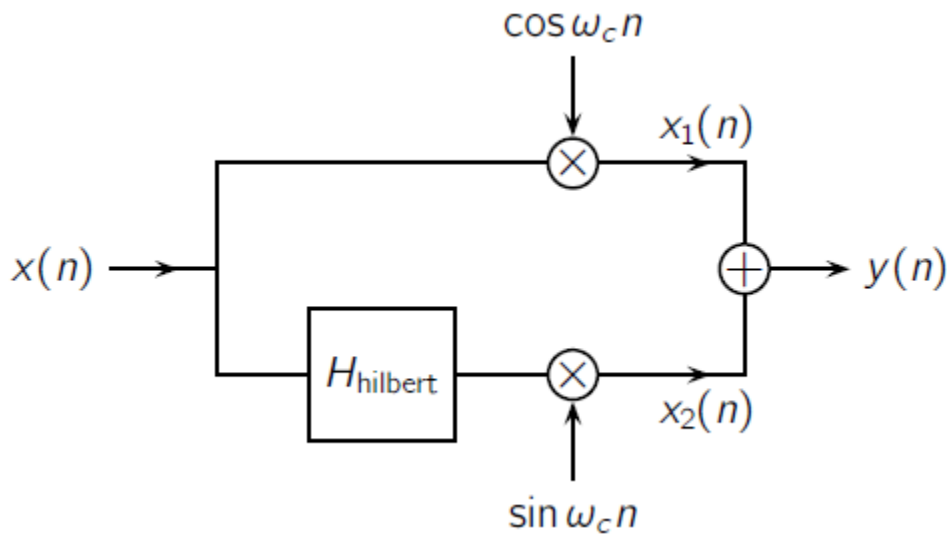 cos ω_c n
x_1(n)
x(n)
y(n)
H_hilbert
x_2(n)
sin ω_c n